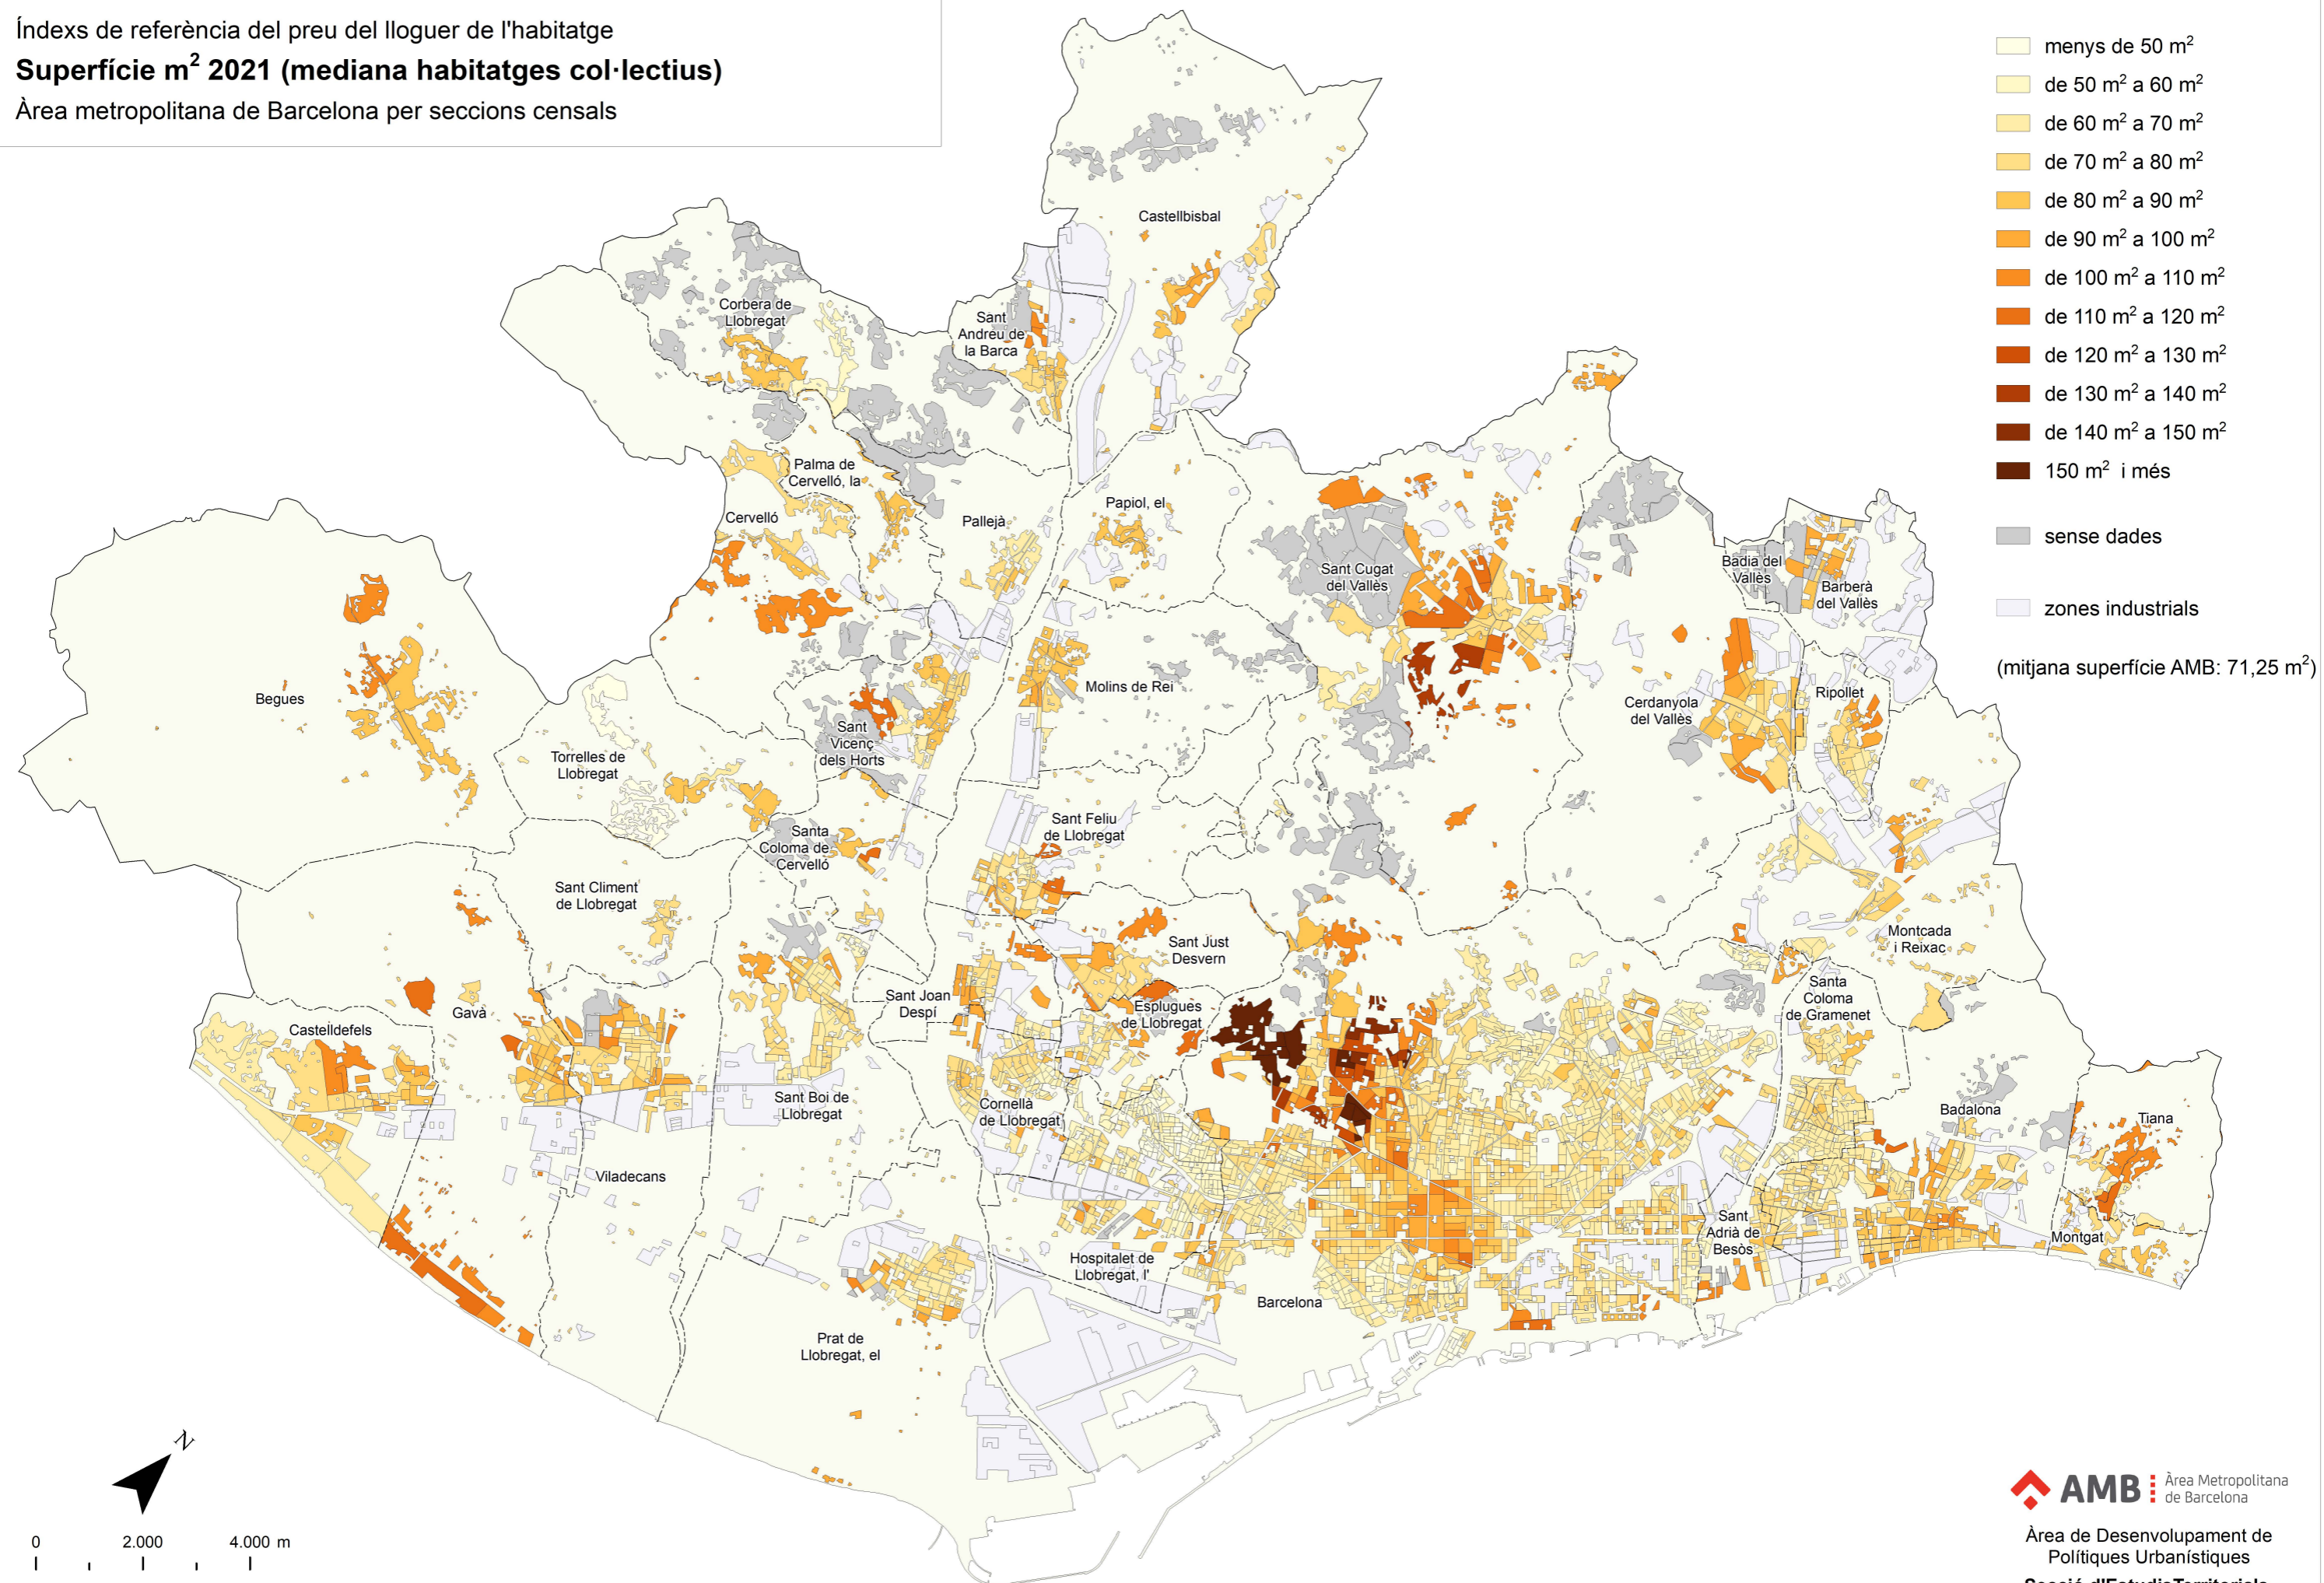 Índexs de referència del preu del lloguer de l'habitatge
Superfície m² 2021 (mediana habitatges col·lectius)
Àrea metropolitana de Barcelona per seccions censals
menys de 50 m²
de 50 m² a 60 m²
de 60 m² a 70 m²
de 70 m² a 80 m²
de 80 m² a 90 m²
de 90 m² a 100 m²
de 100 m² a 110 m²
de 110 m² a 120 m²
de 120 m² a 130 m²
de 130 m² a 140 m²
de 140 m² a 150 m²
150 m² i més
sense dades
zones industrials
(mitjana superfície AMB: 71,25 m²)
Castellbisbal
Corbera de
Llobregat
Sant
Andreu de
la Barca
Palma de
Cervelló, la
Cervelló
Pallejà
Papiol, el
Sant Cugat
del Vallès
Badia del
Vallès
Barberà
del Vallès
Begues
Molins de Rei
Cerdanyola
del Vallès
Ripollet
Sant
Vicenç
dels Horts
Torrelles de
Llobregat
Santa
Coloma de
Cervelló
Sant Feliu
de Llobregat
Sant Climent
de Llobregat
Sant Just
Desvern
Montcada
i Reixac
Santa
Coloma
de Gramenet
Sant Joan
Despí
Esplugues
de Llobregat
Gavà
Castelldefels
Sant Boi de
Llobregat
Cornellà
de Llobregat
Badalona
Tiana
Viladecans
Sant
Adrià de
Besòs
Montgat
Hospitalet de
Llobregat, l'
Barcelona
Prat de
Llobregat, el
N
0 2.000 4.000 m
AMB Àrea Metropolitana
de Barcelona
Àrea de Desenvolupament de
Polítiques Urbanístiques
Secció d'EstudisTerritorials